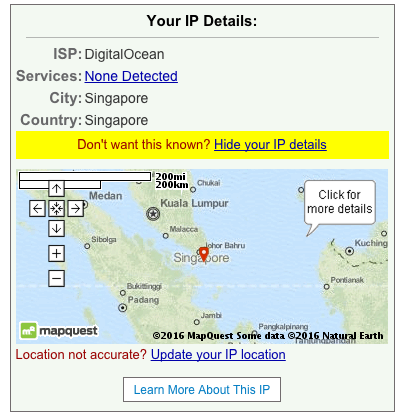 Your IP Details:
ISP: DigitalOcean
Services: None Detected
City: Singapore
Country: Singapore
Don't want this known? Hide your IP details
200mi
200km
Chukai
Medan
Kuala Lumpur
Click for
more details
Malacca
Sibolga
Johor Bahru
Kuching
Singapore
Bukittinggi
Pontianak
Padang
Jambi
Pangkalpinang
Tanjungpandan
mapquest
©2016 MapQuest Some data ©2016 Natural Earth
Location not accurate? Update your IP location
Learn More About This IP